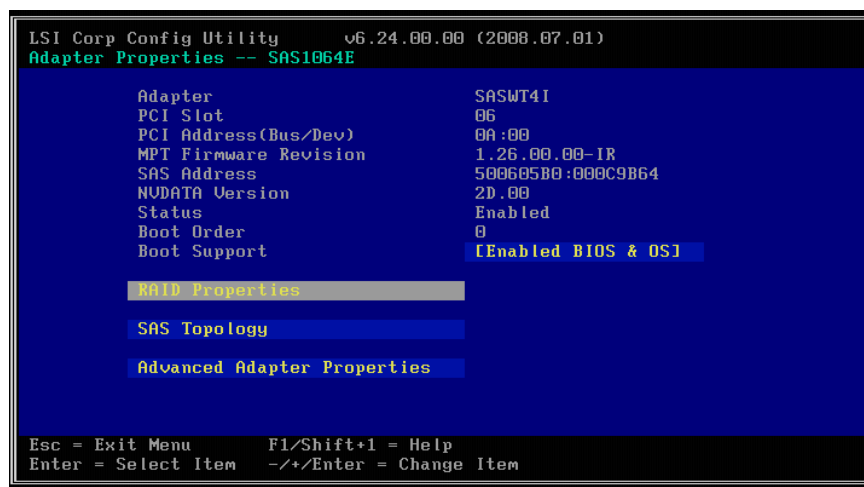 LSI Corp Config Utility v6.24.00.00 (2008.07.01)
Adapter Properties -- SAS1064E
Adapter SASWT4I
PCI Slot 06
PCI Address(Bus/Dev) 0A:00
MPT Firmware Revision 1.26.00.00-IR
SAS Address 500605B0:000C9B64
NVDATA Version 2D.00
Status Enabled
Boot Order 0
Boot Support [Enabled BIOS & OS]
RAID Properties
SAS Topology
Advanced Adapter Properties
Esc = Exit Menu F1/Shift+1 = Help
Enter = Select Item -/+/Enter = Change Item